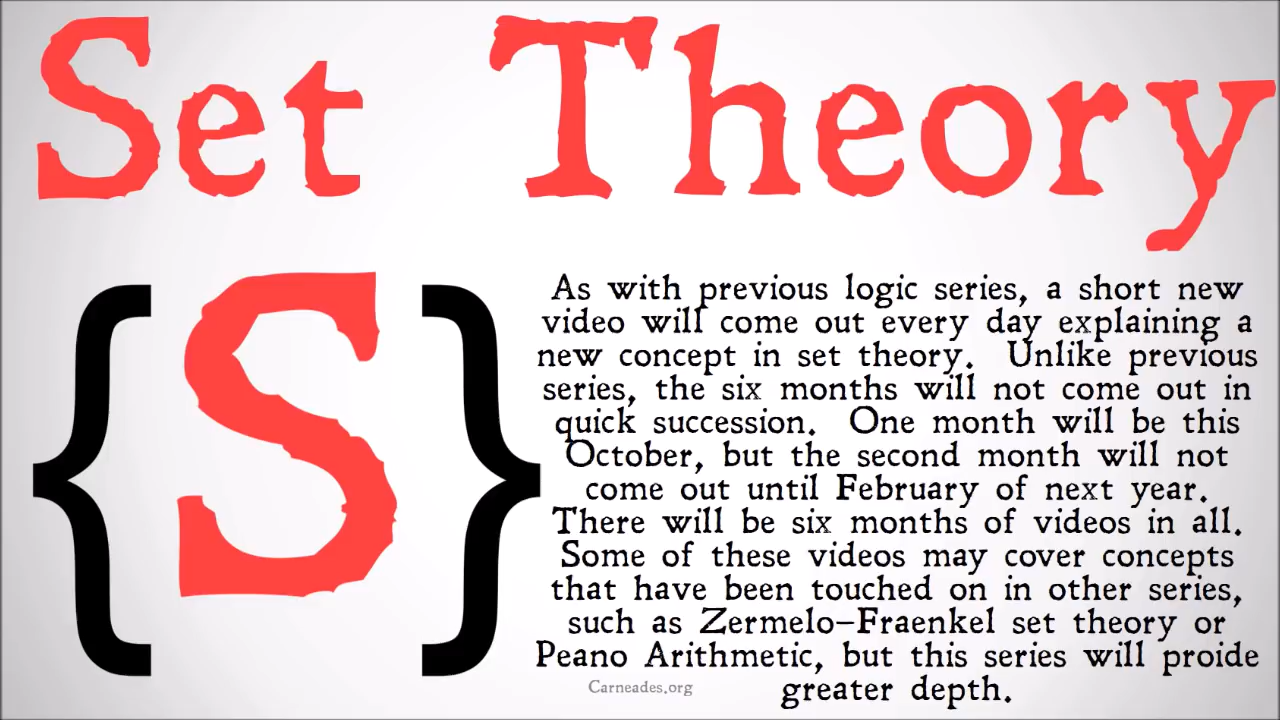 Set Theory
{S}
As with previous logic series, a short new
video will come out every day explaining a
new concept in set theory. Unlike previous
series, the six months will not come out in
quick succession. One month will be this
October, but the second month will not
come out until February of next year.
There will be six months of videos in all.
Some of these videos may cover concepts
that have been touched on in other series,
such as Zermelo–Fraenkel set theory or
Peano Arithmetic, but this series will proide
greater depth.
Carneades.org